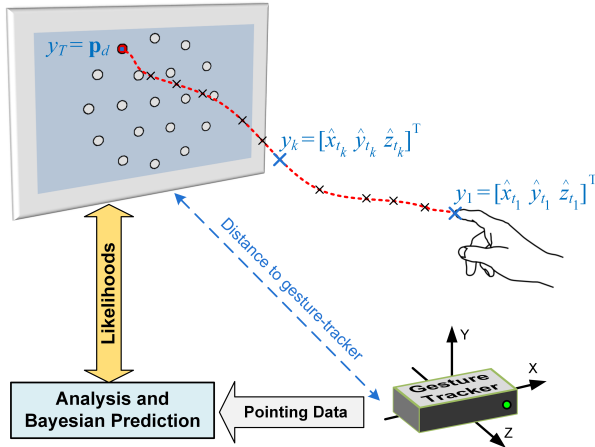 y_T = p_d
y_k = [x̂_{t_k} ŷ_{t_k} ẑ_{t_k}]^T
y_1 = [x̂_{t_1} ŷ_{t_1} ẑ_{t_1}]^T
Distance to gesture-tracker
Likelihoods
Y
X
Z
Gesture
Tracker
Analysis and
Bayesian Prediction
Pointing Data